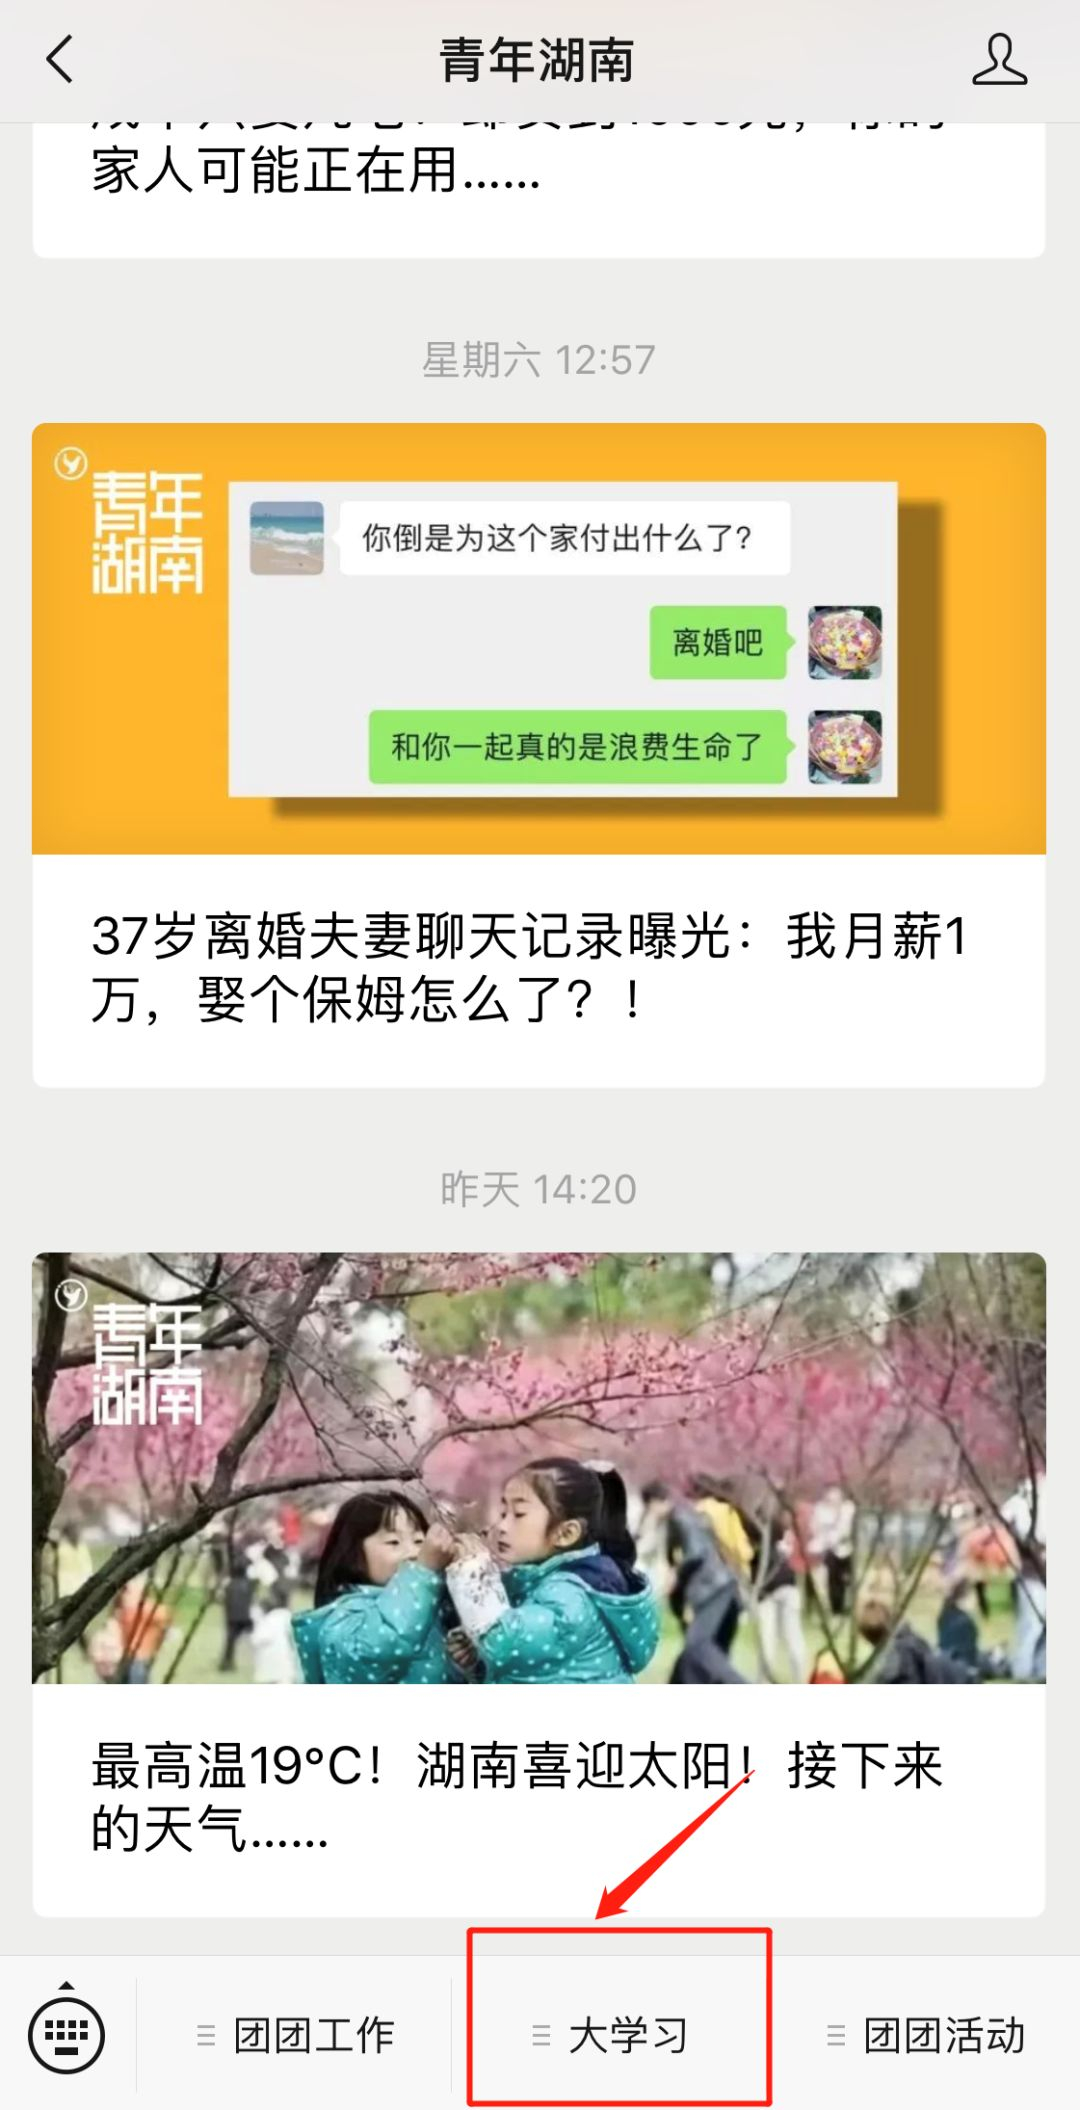 青年湖南
家人可能正在用......
星期六 12:57
青年
湖南
你倒是为这个家付出什么了?
离婚吧
和你一起真的是浪费生命了
37岁离婚夫妻聊天记录曝光：我月薪1
万，娶个保姆怎么了？！
昨天 14:20
青年
湖南
最高温19°C！湖南喜迎太阳！接下来
的天气......
团团工作
大学习
团团活动